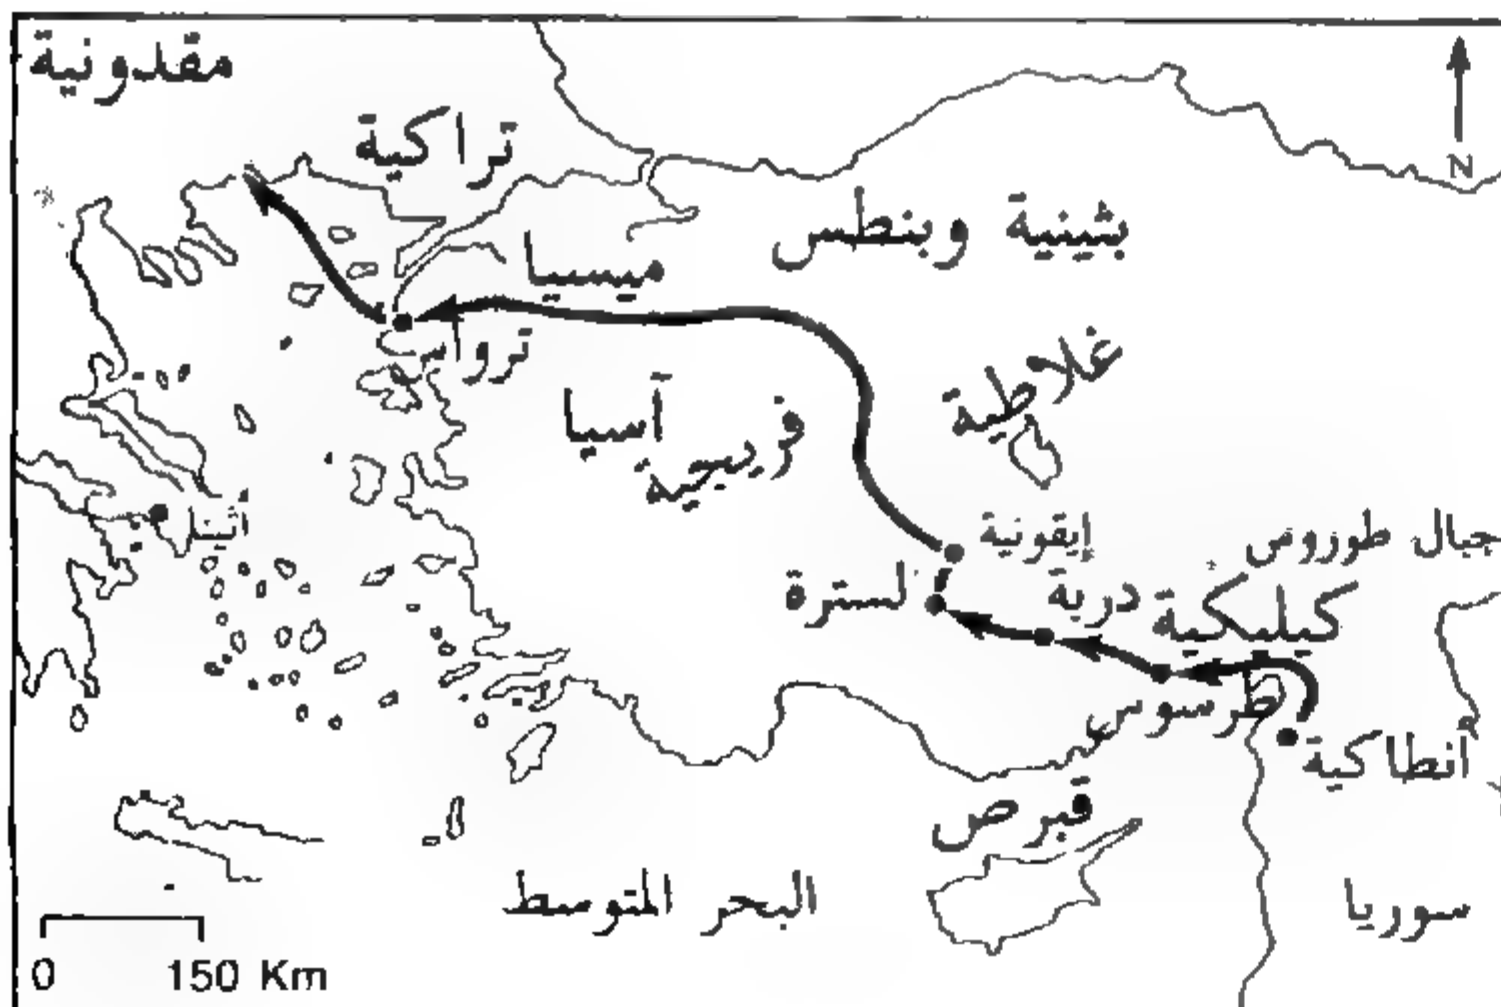 مقدونية
تراكية
N
بثينية وبنطس
ميسيا
ترواس
غلاطية
آسيا
فريجية
أثينا
إيقونية
جبال طوروس
لسترة
دربة
كيليكية
طرسوس
أنطاكية
قبرص
البحر المتوسط
سوريا
0 150 Km